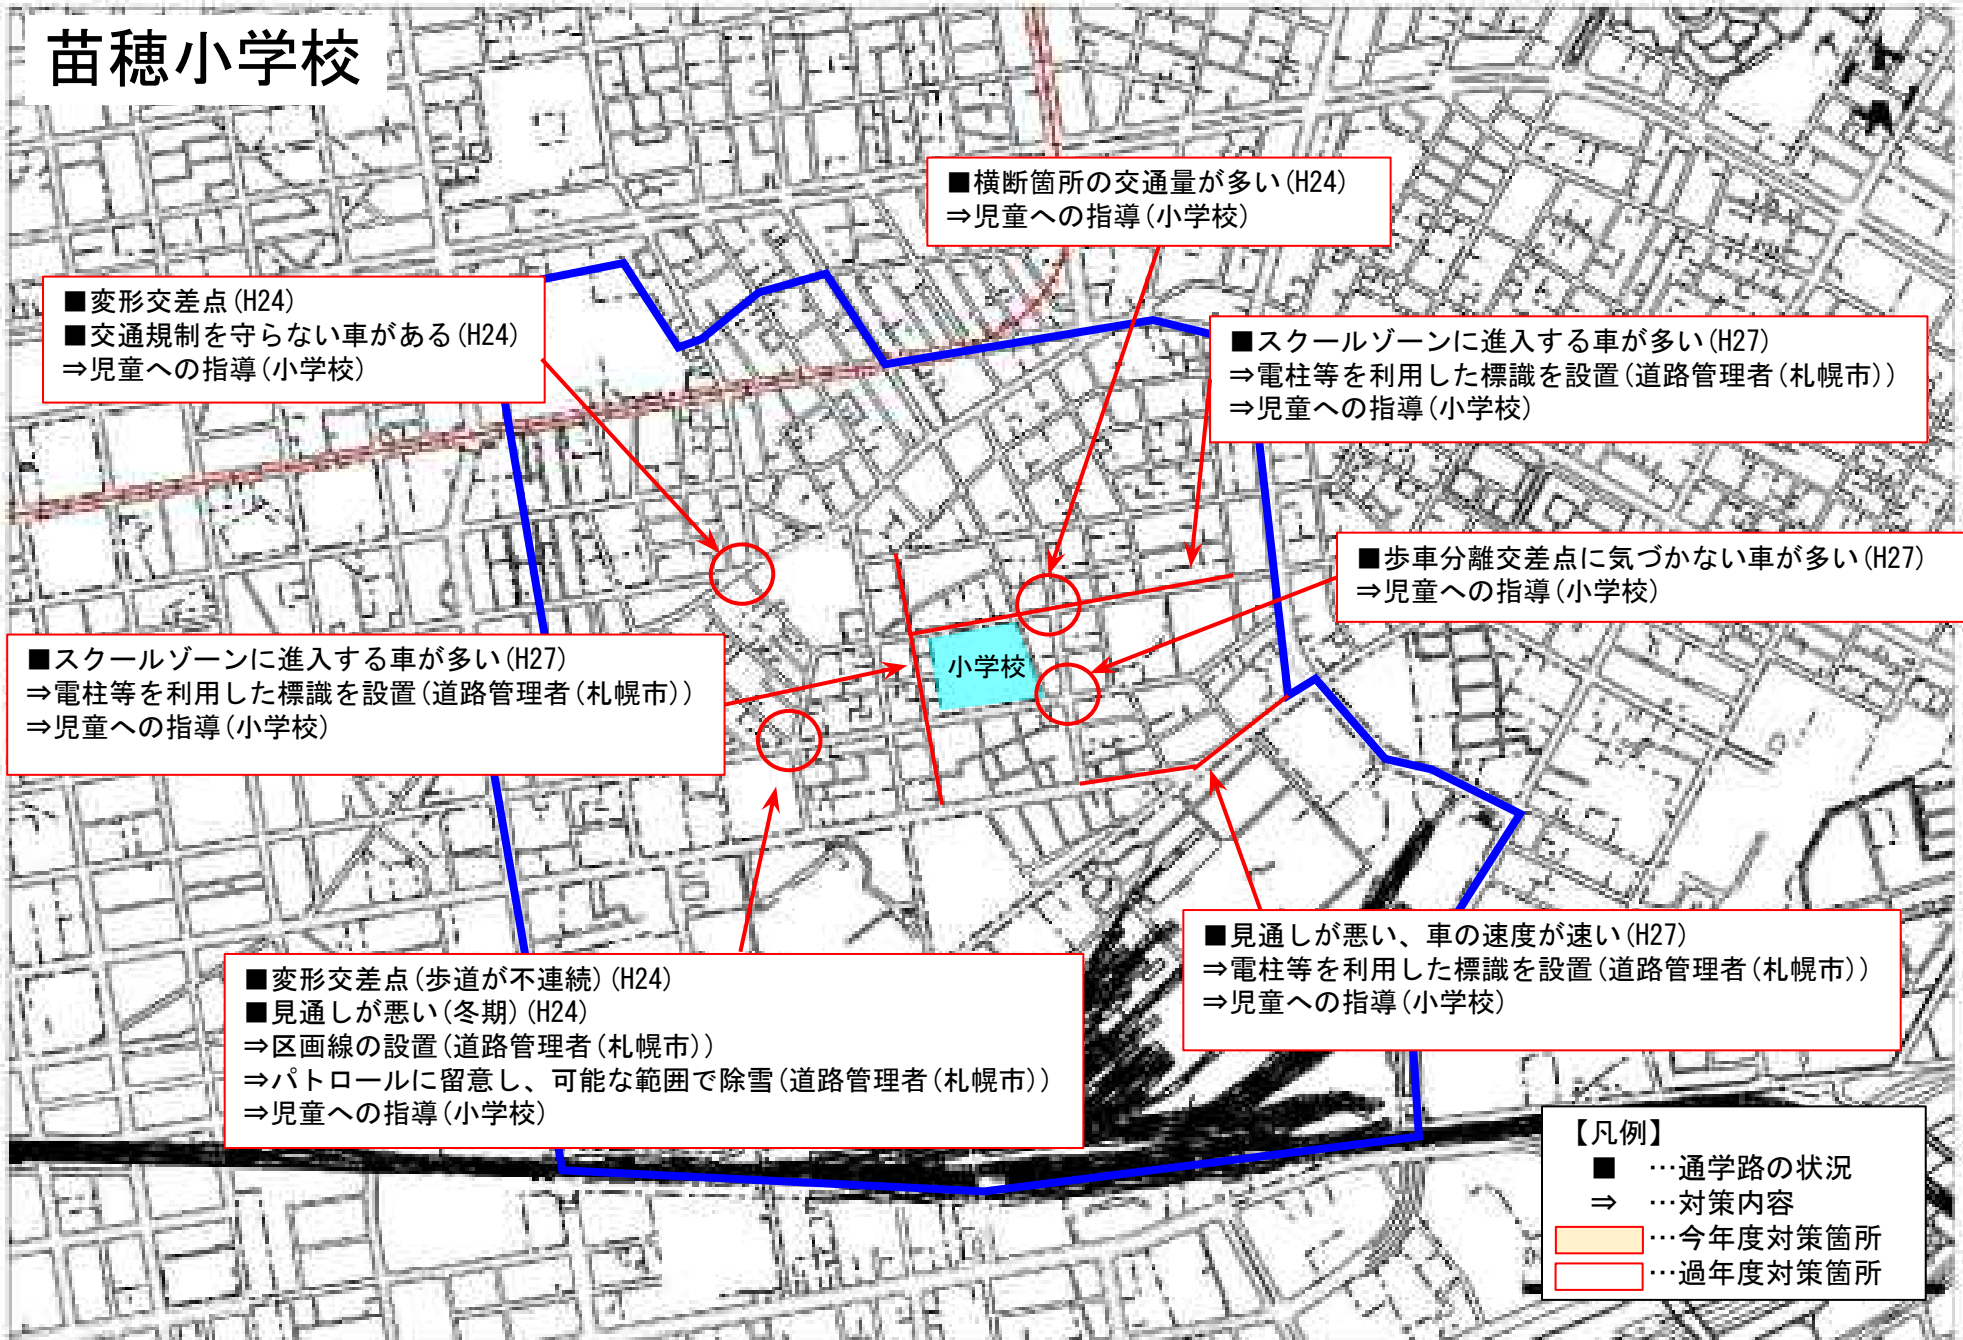 苗穂小学校
■横断箇所の交通量が多い(H24)
⇒児童への指導(小学校)
■変形交差点(H24)
■交通規制を守らない車がある(H24)
⇒児童への指導(小学校)
■スクールゾーンに進入する車が多い(H27)
⇒電柱等を利用した標識を設置(道路管理者(札幌市))
⇒児童への指導(小学校)
■歩車分離交差点に気づかない車が多い(H27)
⇒児童への指導(小学校)
■スクールゾーンに進入する車が多い(H27)
⇒電柱等を利用した標識を設置(道路管理者(札幌市))
⇒児童への指導(小学校)
小学校
■見通しが悪い、車の速度が速い(H27)
⇒電柱等を利用した標識を設置(道路管理者(札幌市))
⇒児童への指導(小学校)
■変形交差点(歩道が不連続)(H24)
■見通しが悪い(冬期)(H24)
⇒区画線の設置(道路管理者(札幌市))
⇒パトロールに留意し、可能な範囲で除雪(道路管理者(札幌市))
⇒児童への指導(小学校)
【凡例】
■ …通学路の状況
⇒ …対策内容
…今年度対策箇所
…過年度対策箇所